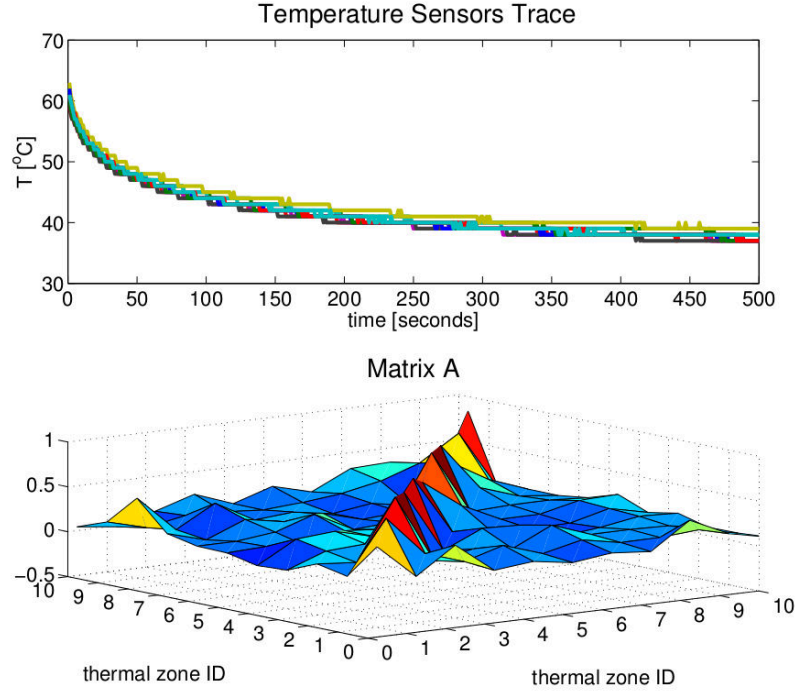 Temperature Sensors Trace
70
60
50
40
30
T [°C]
0 50 100 150 200 250 300 350 400 450 500
time [seconds]
Matrix A
1
0.5
0
−0.5
10 9 8 7 6 5 4 3 2 1 0
0 1 2 3 4 5 6 7 8 9 10
thermal zone ID
thermal zone ID